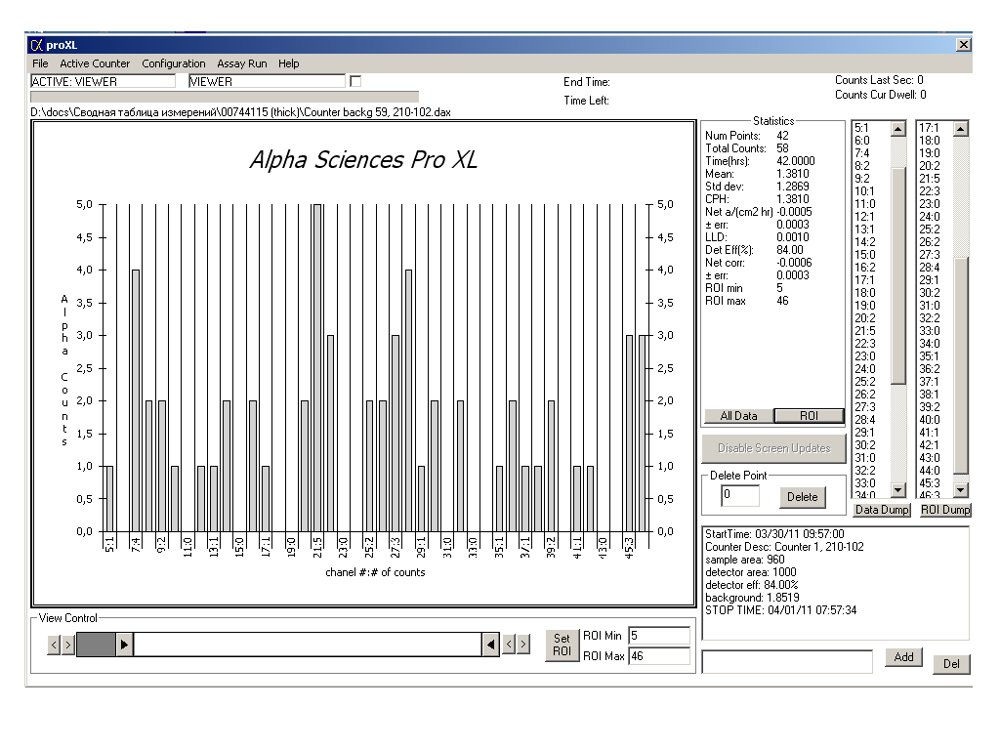 proXL
File Active Counter Configuration Assay Run Help
ACTIVE: VIEWER VIEWER
End Time:
Time Left:
Counts Last Sec: 0
Counts Cur Dwell: 0
D:\docs\Сводная таблица измерений\00744115 (thick)\Counter backg 59, 210-102.dax
Alpha Sciences Pro XL
Alpha Counts
5,0
4,5
4,0
3,5
3,0
2,5
2,0
1,5
1,0
0,5
0,0
5,0
4,5
4,0
3,5
3,0
2,5
2,0
1,5
1,0
0,5
0,0
5:1 7:4 9:2 11:0 13:1 15:0 17:1 19:0 21:5 23:0 25:2 27:3 29:1 31:0 33:0 35:1 37:1 39:2 41:1 43:0 45:3
chanel #:# of counts
Statistics
Num Points: 42
Total Counts: 58
Time(hrs): 42.0000
Mean: 1.3810
Std dev: 1.2869
CPH: 1.3810
Net a/(cm2 hr) -0.0005
± err: 0.0003
LLD: 0.0010
Det Eff(%): 84.00
Net corr: -0.0006
± err: 0.0003
ROI min 5
ROI max 46
All Data ROI
Disable Screen Updates
Delete Point
0 Delete
5:1
6:0
7:4
8:2
9:2
10:1
11:0
12:1
13:1
14:2
15:0
16:2
17:1
18:0
19:0
20:2
21:5
22:3
23:0
24:0
25:2
26:2
27:3
28:4
29:1
30:2
31:0
32:2
33:0
34:0
Data Dump
17:1
18:0
19:0
20:2
21:5
22:3
23:0
24:0
25:2
26:2
27:3
28:4
29:1
30:2
31:0
32:2
33:0
34:0
35:1
36:2
37:1
38:1
39:2
40:0
41:1
42:1
43:0
44:0
45:3
46:3
ROI Dump
StartTime: 03/30/11 09:57:00
Counter Desc: Counter 1, 210-102
sample area: 960
detector area: 1000
detector eff: 84.00%
background: 1.8519
STOP TIME: 04/01/11 07:57:34
Add Del
View Control
< > < >
Set ROI
ROI Min 5
ROI Max 46